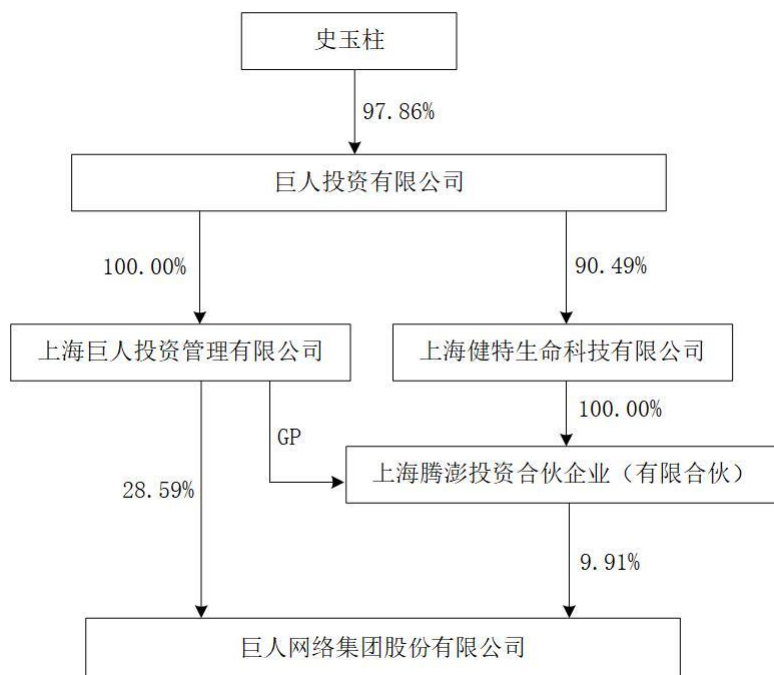 史玉柱
97.86%
巨人投资有限公司
100.00%
90.49%
上海巨人投资管理有限公司
上海健特生命科技有限公司
100.00%
GP
上海腾澎投资合伙企业（有限合伙）
28.59%
9.91%
巨人网络集团股份有限公司